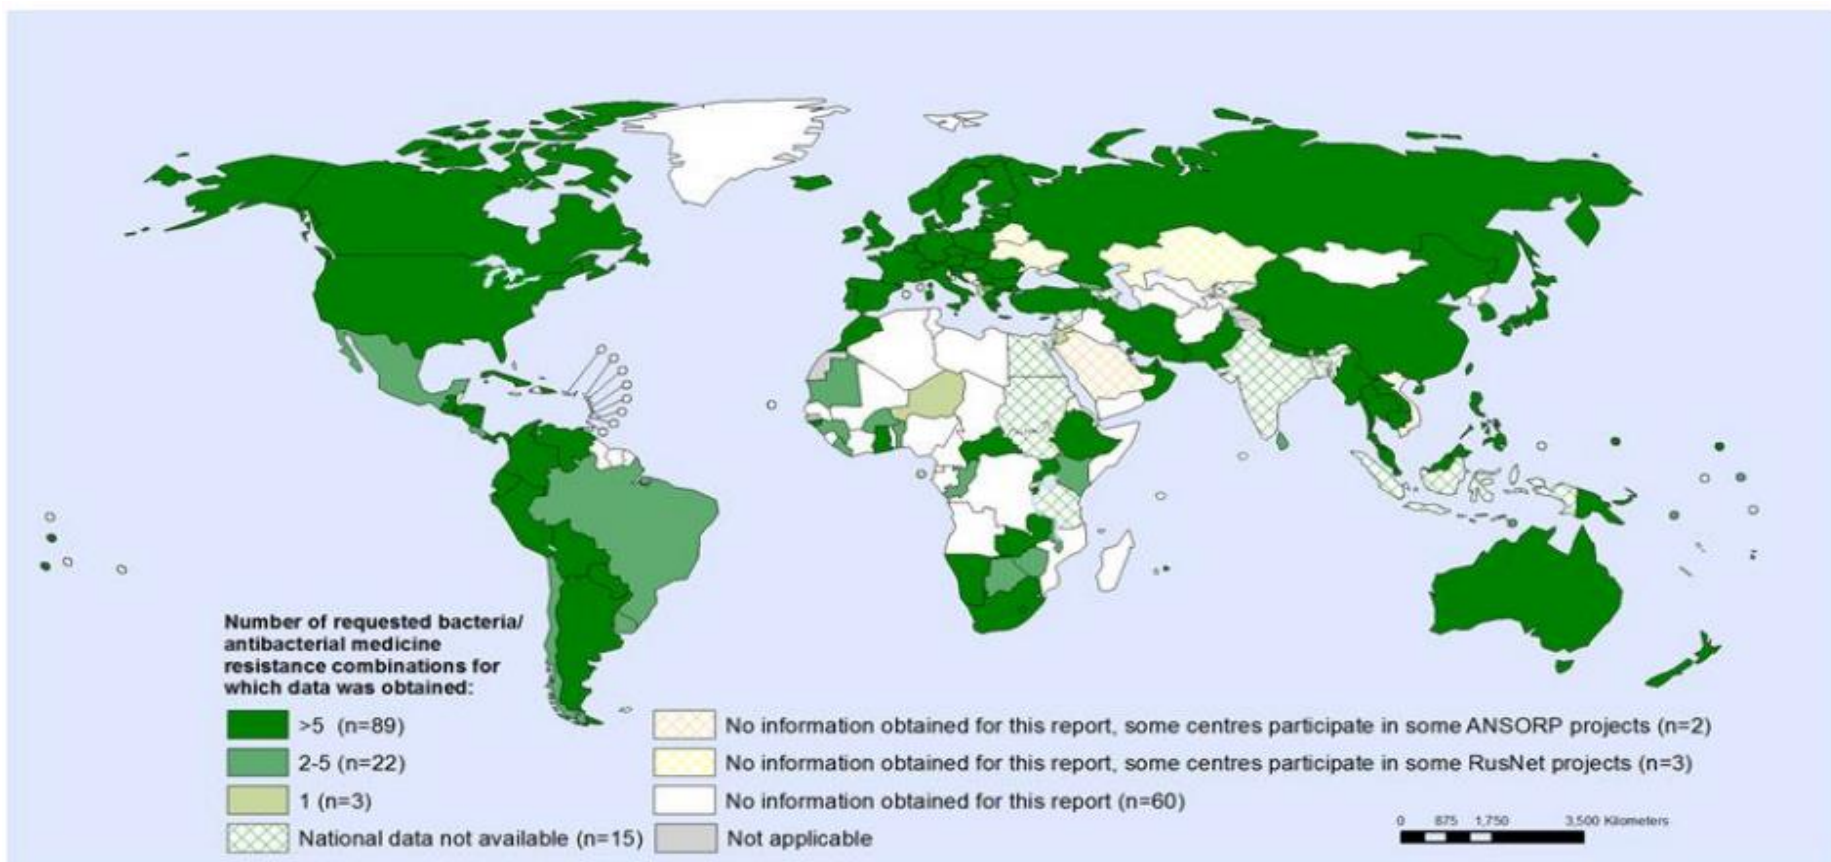 Number of requested bacteria/
antibacterial medicine
resistance combinations for
which data was obtained:
>5 (n=89)
2-5 (n=22)
1 (n=3)
National data not available (n=15)
No information obtained for this report, some centres participate in some ANSORP projects (n=2)
No information obtained for this report, some centres participate in some RusNet projects (n=3)
No information obtained for this report (n=60)
Not applicable
0 875 1,750 3,500 Kilometers